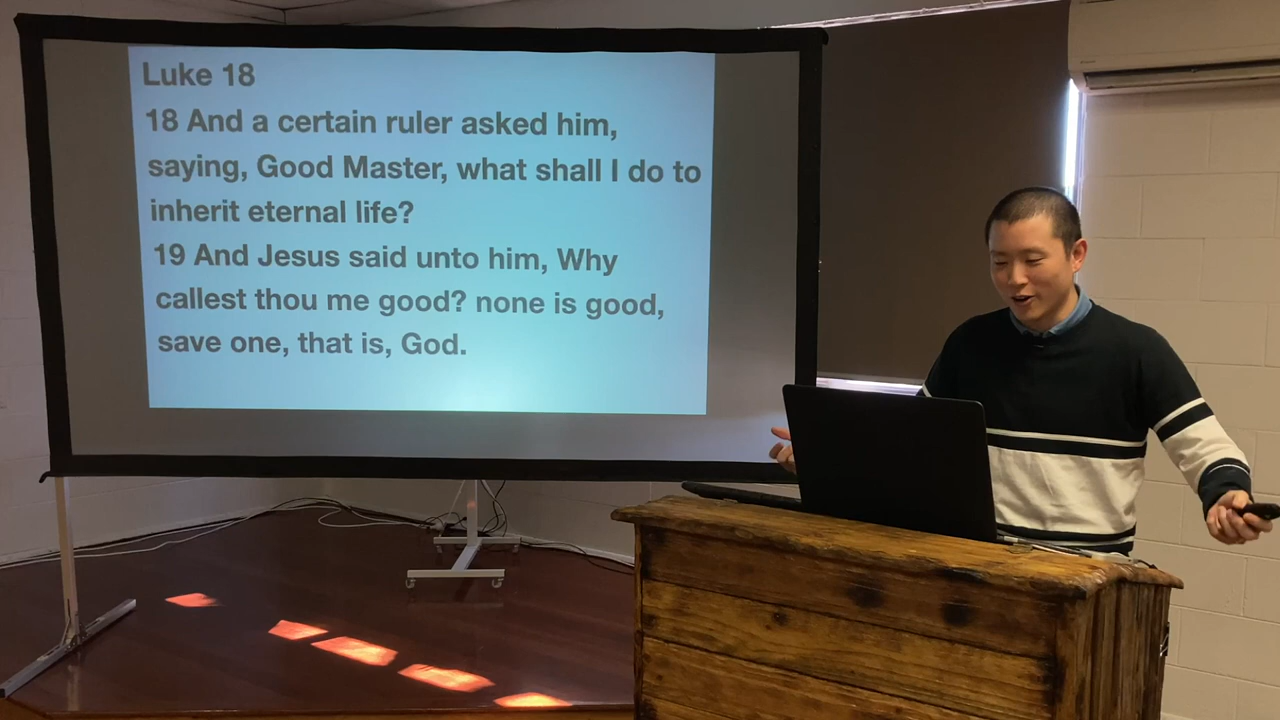 Luke 18
18 And a certain ruler asked him,
saying, Good Master, what shall I do to
inherit eternal life?
19 And Jesus said unto him, Why
callest thou me good? none is good,
save one, that is, God.